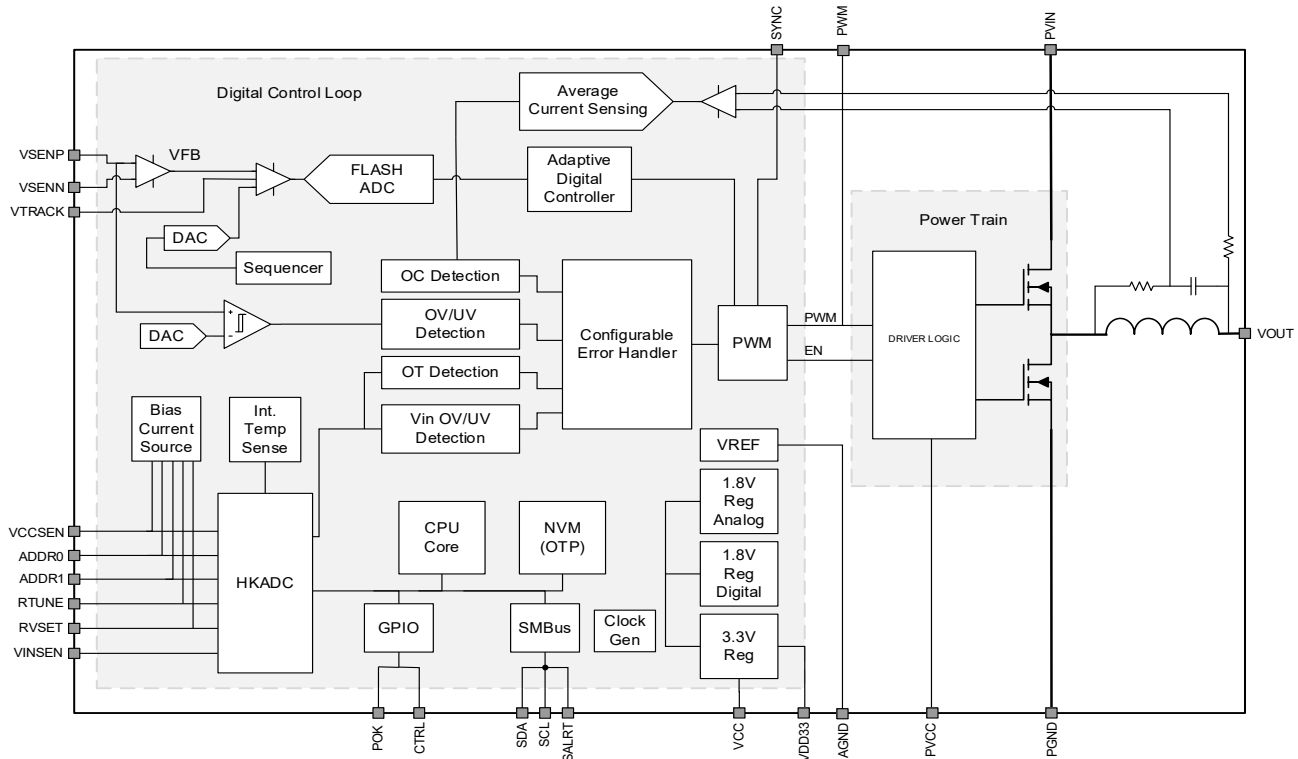 SYNC
PWM
PVIN
Digital Control Loop
Average
Current Sensing
VSENP
VFB
VSENN
VTRACK
FLASH
ADC
Adaptive
Digital
Controller
DAC
Sequencer
Power Train
OC Detection
+
-
DAC
OV/UV
Detection
Configurable
Error Handler
PWM
PWM
EN
DRIVER LOGIC
VOUT
OT Detection
Vin OV/UV
Detection
Bias
Current
Source
Int.
Temp
Sense
VREF
1.8V
Reg
Analog
VCCSEN
ADDR0
ADDR1
RTUNE
RVSET
VINSEN
HKADC
CPU
Core
NVM
(OTP)
1.8V
Reg
Digital
GPIO
SMBus
Clock
Gen
3.3V
Reg
POK
CTRL
SDA
SCL
SALRT
VCC
VDD33
AGND
PVCC
PGND